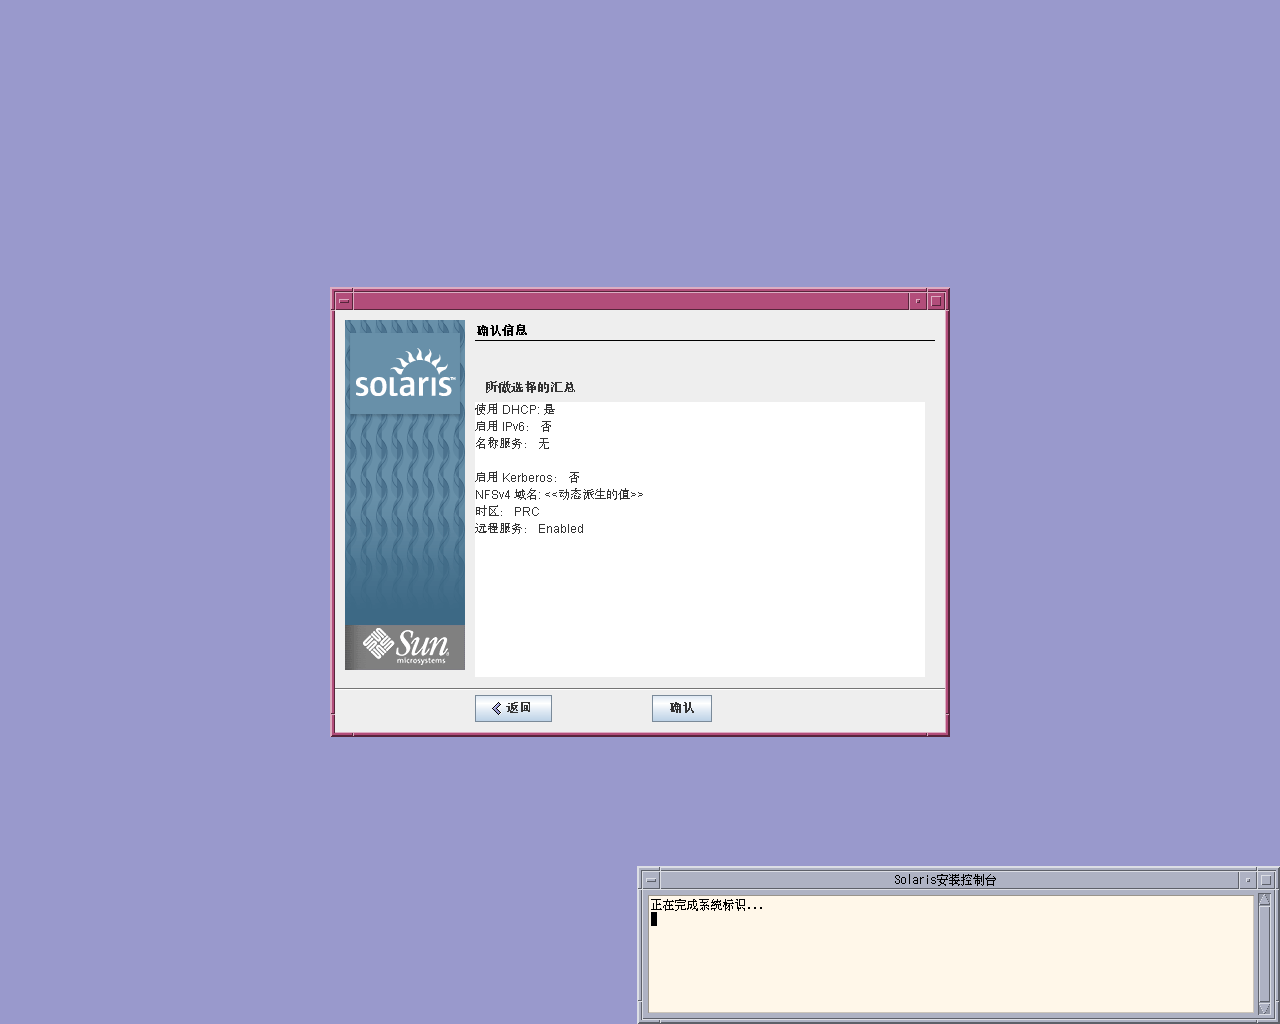 确认信息
solaris™
所做选择的汇总
使用 DHCP: 是
启用 IPv6： 否
名称服务： 无
启用 Kerberos： 否
NFSv4 域名: <<动态派生的值>>
时区： PRC
远程服务： Enabled
Sun
microsystems
返回
确认
Solaris安装控制台
正在完成系统标识...